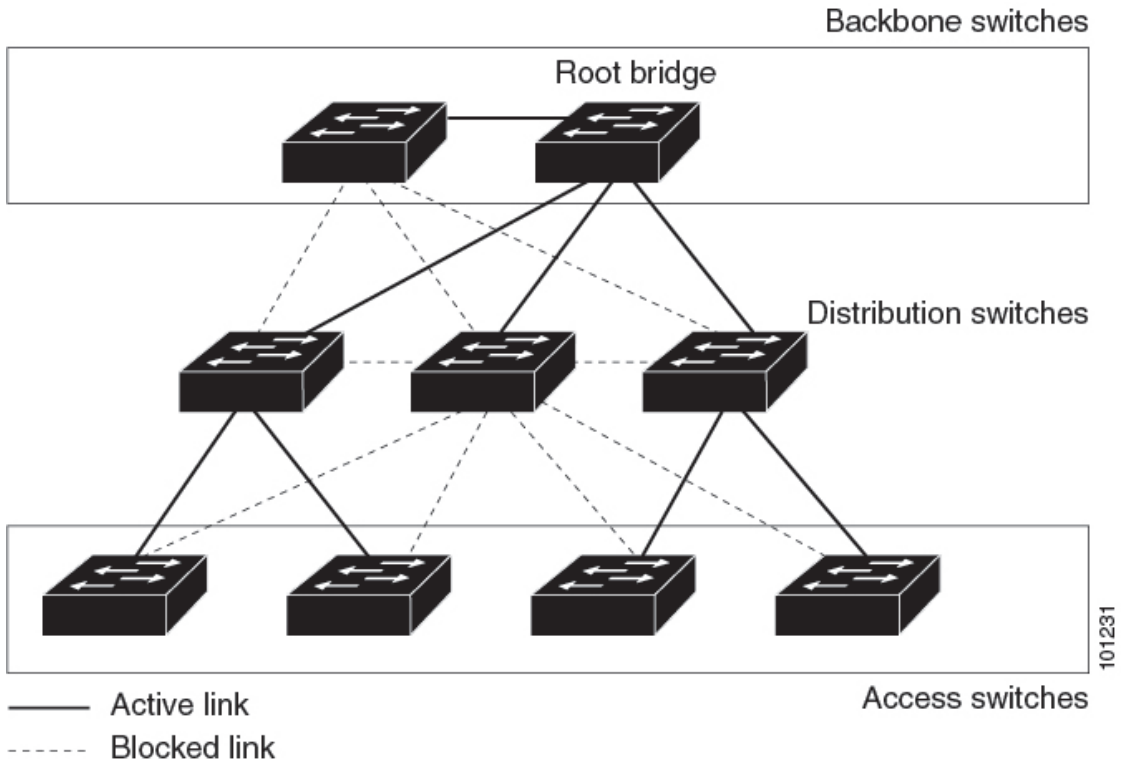 Backbone switches
Root bridge
Distribution switches
101231
Access switches
Active link
Blocked link